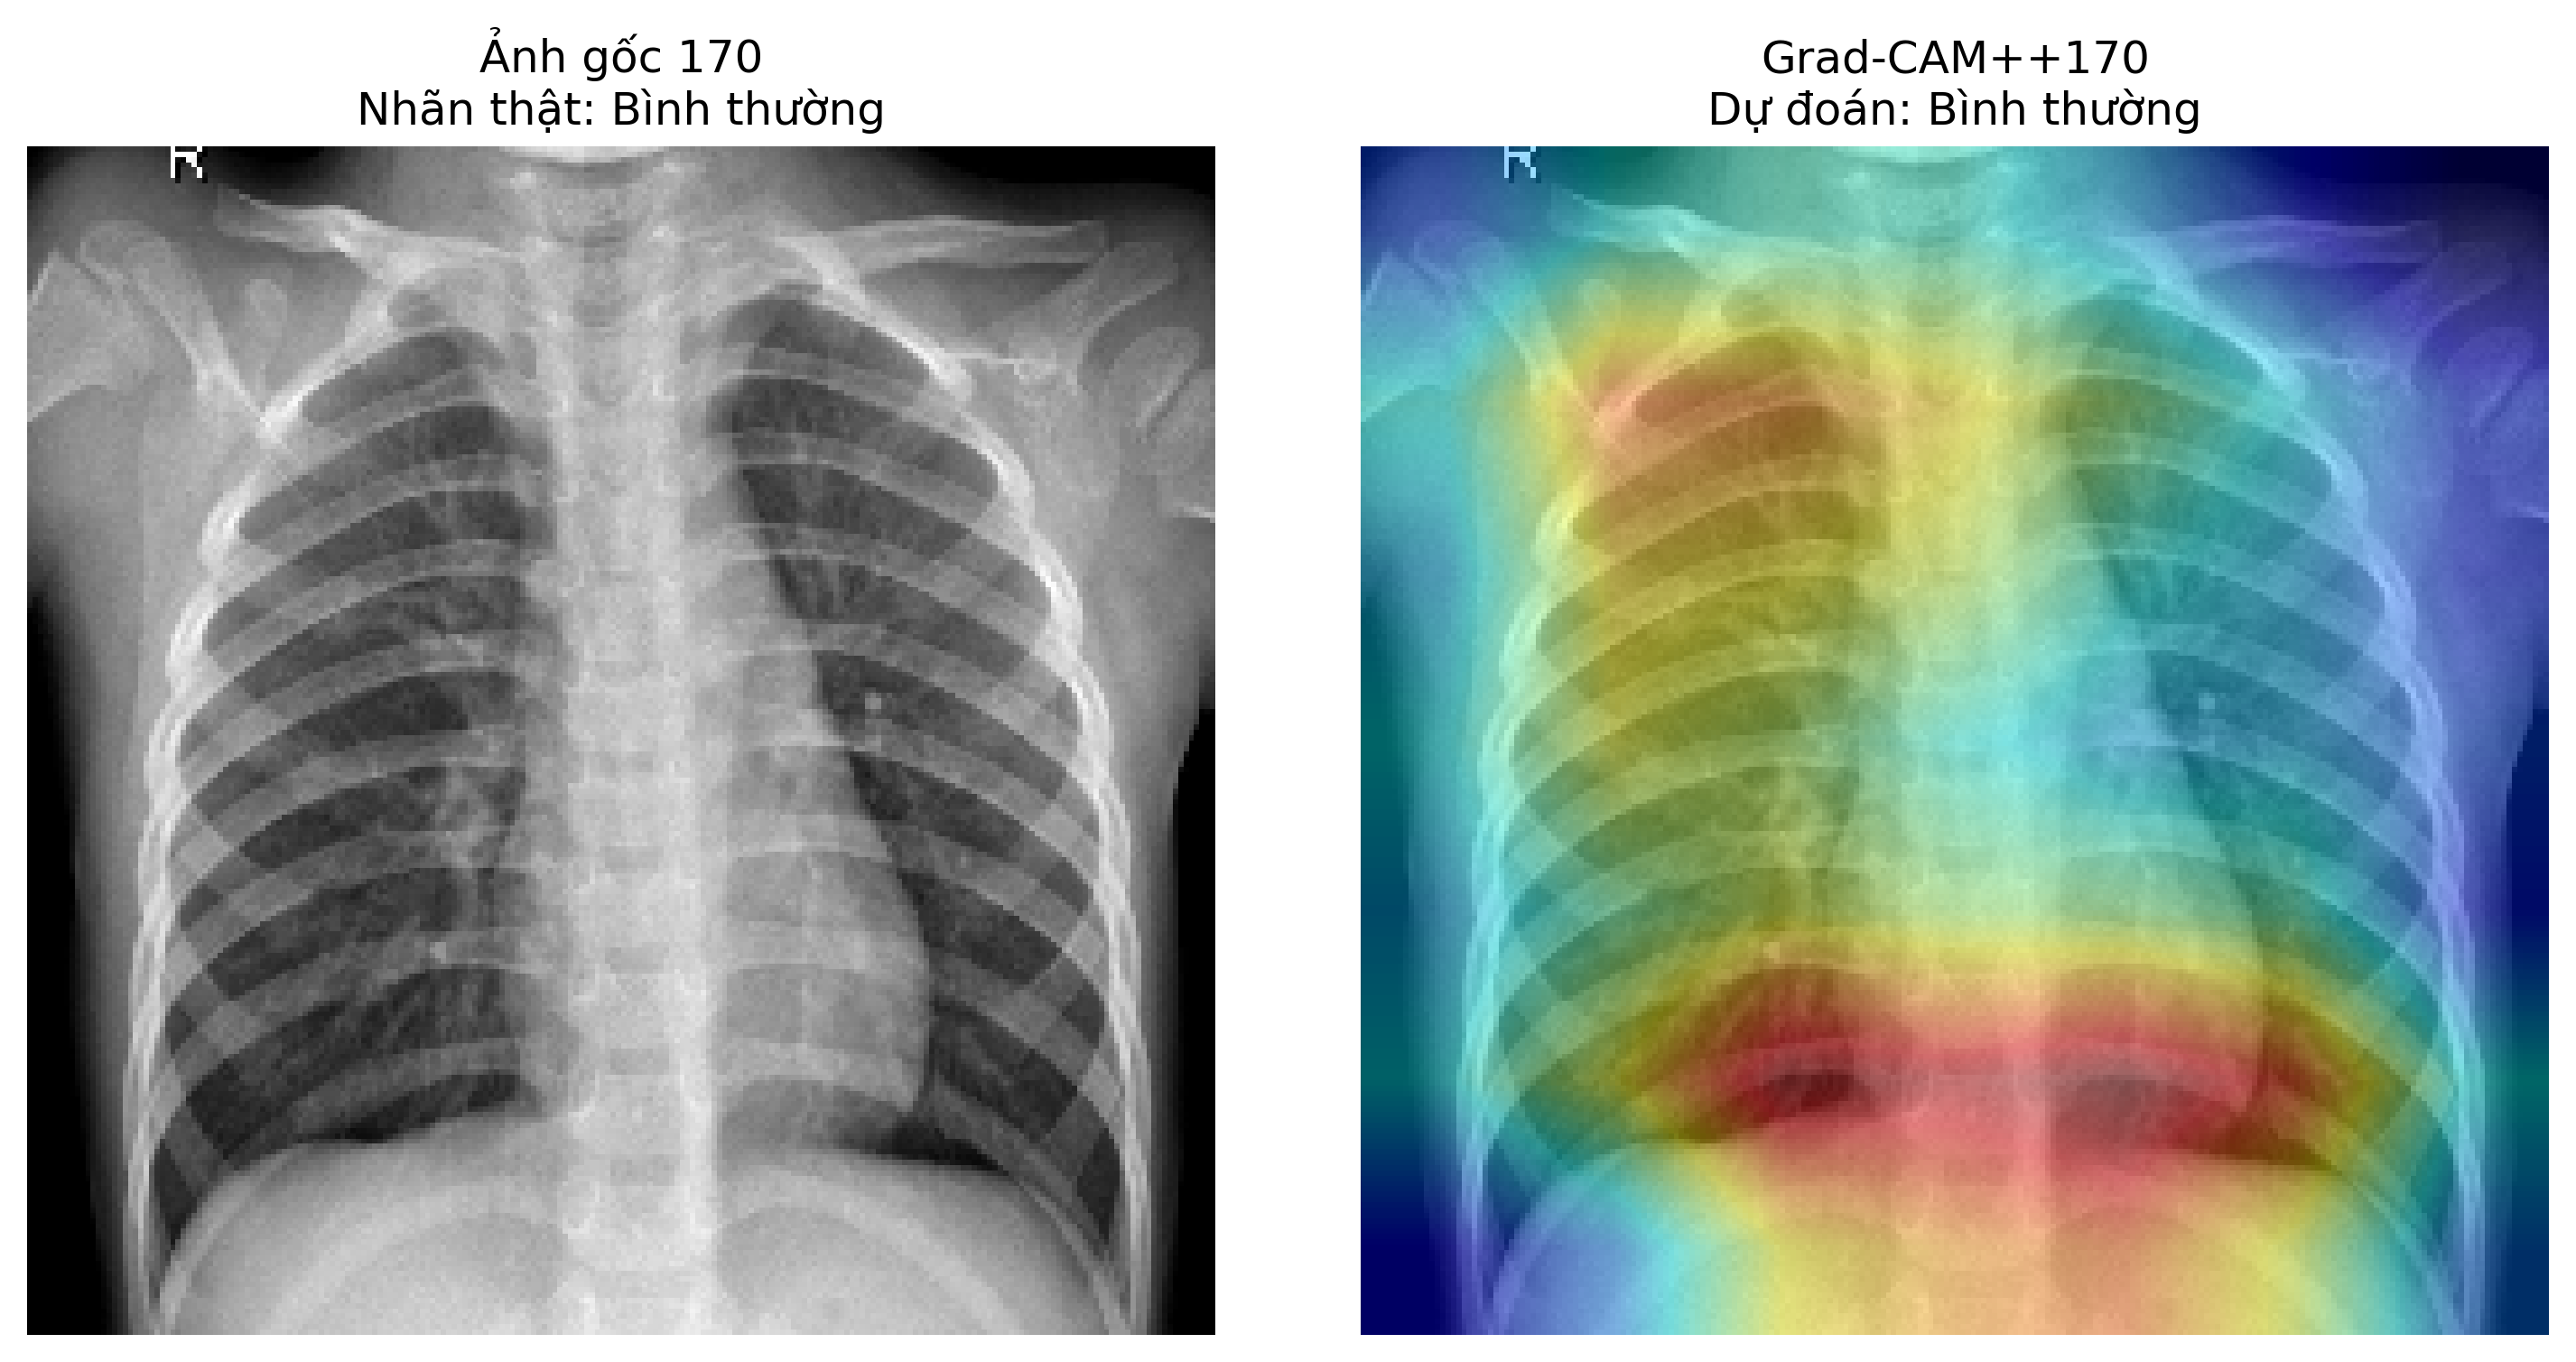 Ảnh gốc 170
Nhãn thật: Bình thường
Grad-CAM++170
Dự đoán: Bình thường